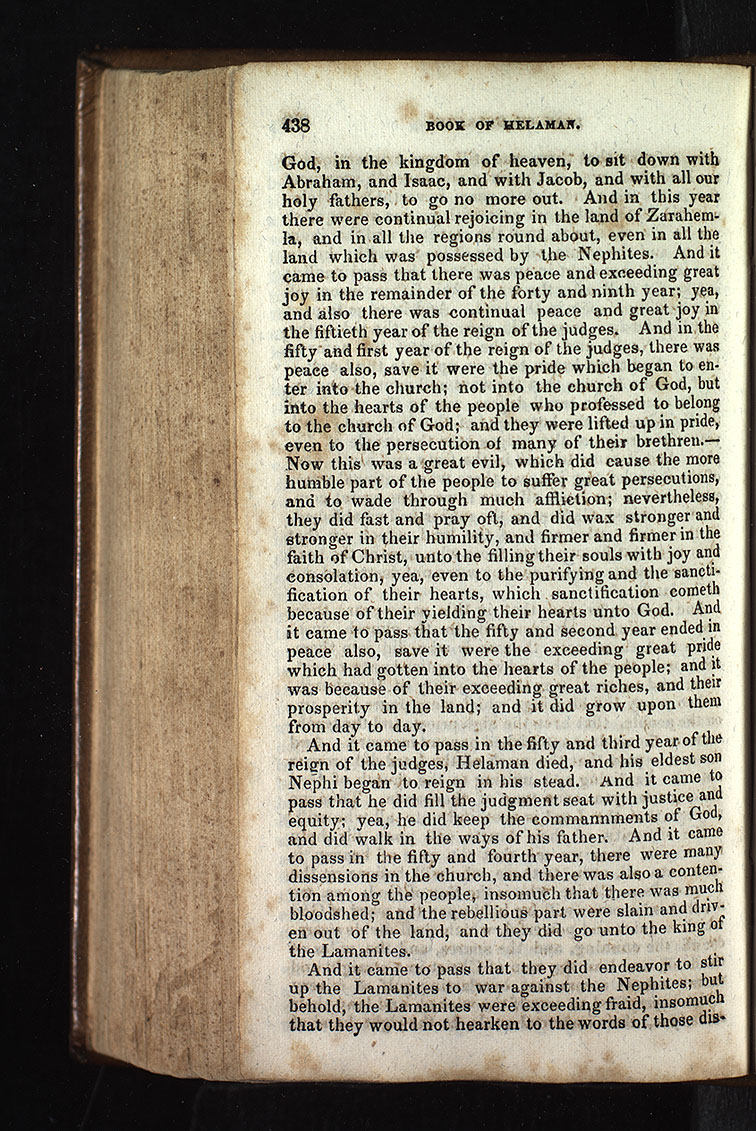 438 BOOK OF HELAMAN.
God, in the kingdom of heaven, to sit down with
Abraham, and Isaac, and with Jacob, and with all our
holy fathers, to go no more out. And in this year
there were continual rejoicing in the land of Zarahem-
la, and in all the regions round about, even in all the
land which was possessed by the Nephites. And it
came to pass that there was peace and exceeding great
joy in the remainder of the forty and ninth year; yea,
and also there was continual peace and great joy in
the fiftieth year of the reign of the judges. And in the
fifty and first year of the reign of the judges, there was
peace also, save it were the pride which began to en-
ter into the church; not into the church of God, but
into the hearts of the people who professed to belong
to the church of God; and they were lifted up in pride,
even to the persecution of many of their brethren.—
Now this was a great evil, which did cause the more
humble part of the people to suffer great persecutions,
and to wade through much affliction; nevertheless,
they did fast and pray oft, and did wax stronger and
stronger in their humility, and firmer and firmer in the
faith of Christ, unto the filling their souls with joy and
consolation, yea, even to the purifying and the sancti-
fication of their hearts, which sanctification cometh
because of their yielding their hearts unto God. And
it came to pass that the fifty and second year ended in
peace also, save it were the exceeding great pride
which had gotten into the hearts of the people; and it
was because of their exceeding great riches, and their
prosperity in the land; and it did grow upon them
from day to day.
And it came to pass in the fifty and third year of the
reign of the judges, Helaman died, and his eldest son
Nephi began to reign in his stead. And it came to
pass that he did fill the judgment seat with justice and
equity; yea, he did keep the commannments of God,
and did walk in the ways of his father. And it came
to pass in the fifty and fourth year, there were many
dissensions in the church, and there was also a conten-
tion among the people, insomuch that there was much
bloodshed; and the rebellious part were slain and driv-
en out of the land, and they did go unto the king of
the Lamanites.
And it came to pass that they did endeavor to stir
up the Lamanites to war against the Nephites; but
behold, the Lamanites were exceeding fraid, insomuch
that they would not hearken to the words of those dis-